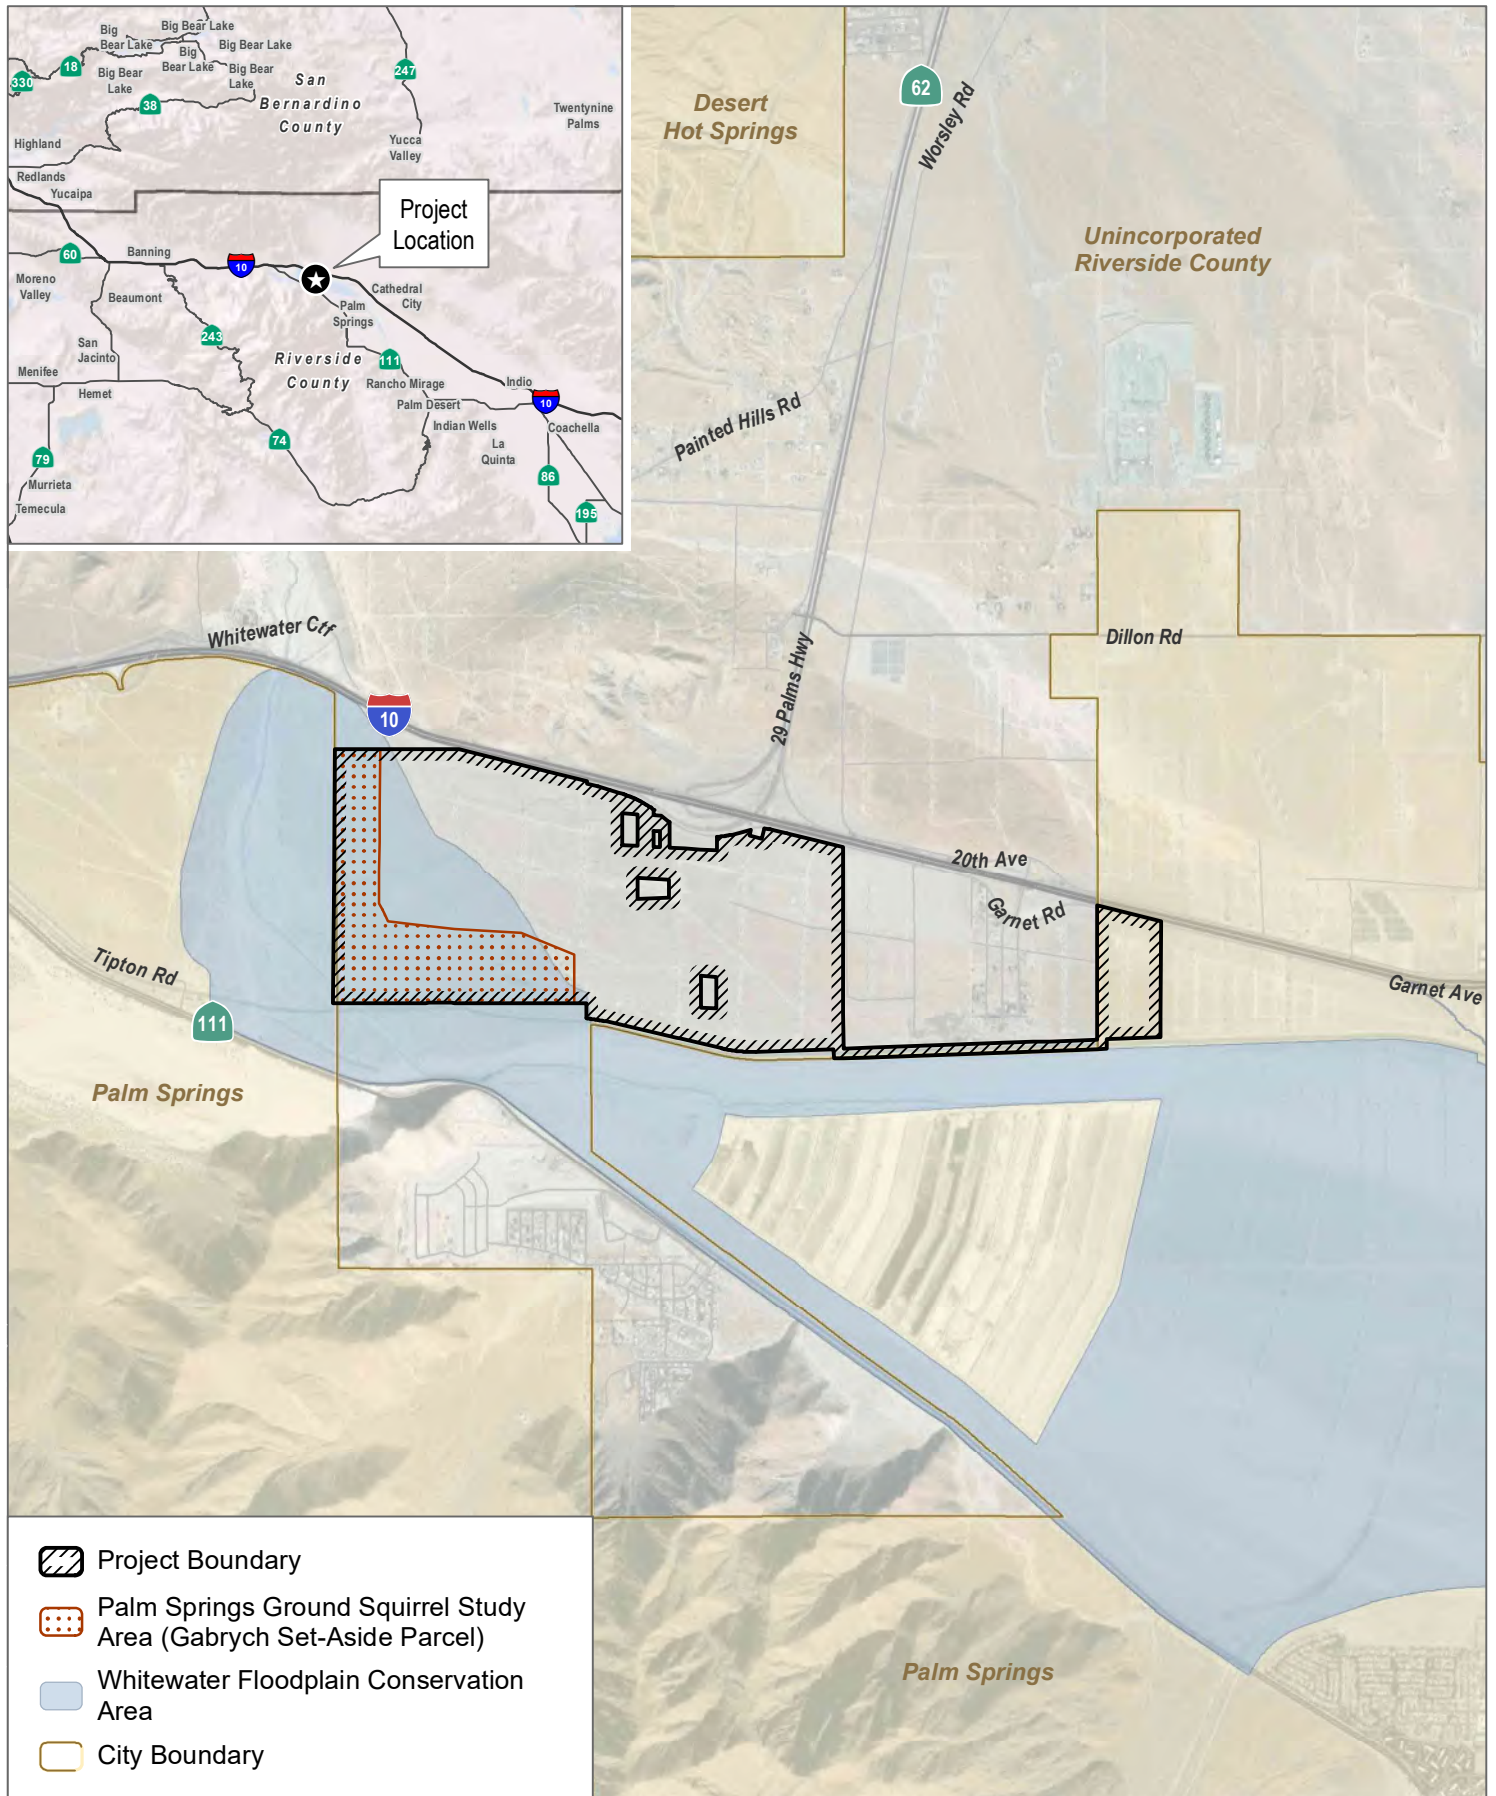 Big
Bear Lake
Big Bear Lake
Big
Bear Lake
Big Bear Lake
Big Bear
Lake
Big Bear
Lake
330
18
38
247
San
Bernardino
County
Twentynine
Palms
Yucca
Valley
Highland
Redlands
Yucaipa
Project
Location
60
Banning
10
Moreno
Valley
Beaumont
Cathedral
City
Palm
Springs
243
San
Jacinto
Riverside
County
111
Menifee
Hemet
Rancho Mirage
Indio
10
Palm Desert
Indian Wells
Coachella
La
Quinta
74
79
86
Murrieta
Temecula
195
Desert
Hot Springs
62
Worsley Rd
Unincorporated
Riverside County
Painted Hills Rd
Whitewater Ctf
Dillon Rd
29 Palms Hwy
10
20th Ave
Garnet Rd
Garnet Ave
Tipton Rd
111
Palm Springs
Palm Springs
Project Boundary
Palm Springs Ground Squirrel Study
Area (Gabrych Set-Aside Parcel)
Whitewater Floodplain Conservation
Area
City Boundary